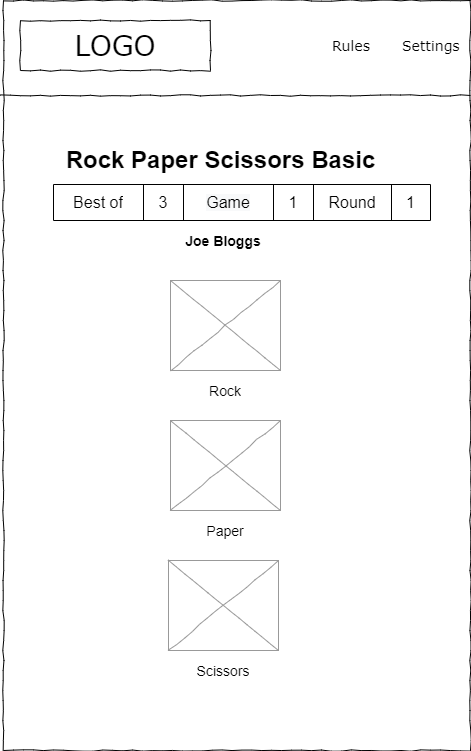 LOGO Rules Settings
Rock Paper Scissors Basic
Best of 3 Game 1 Round 1
Joe Bloggs
Rock
Paper
Scissors